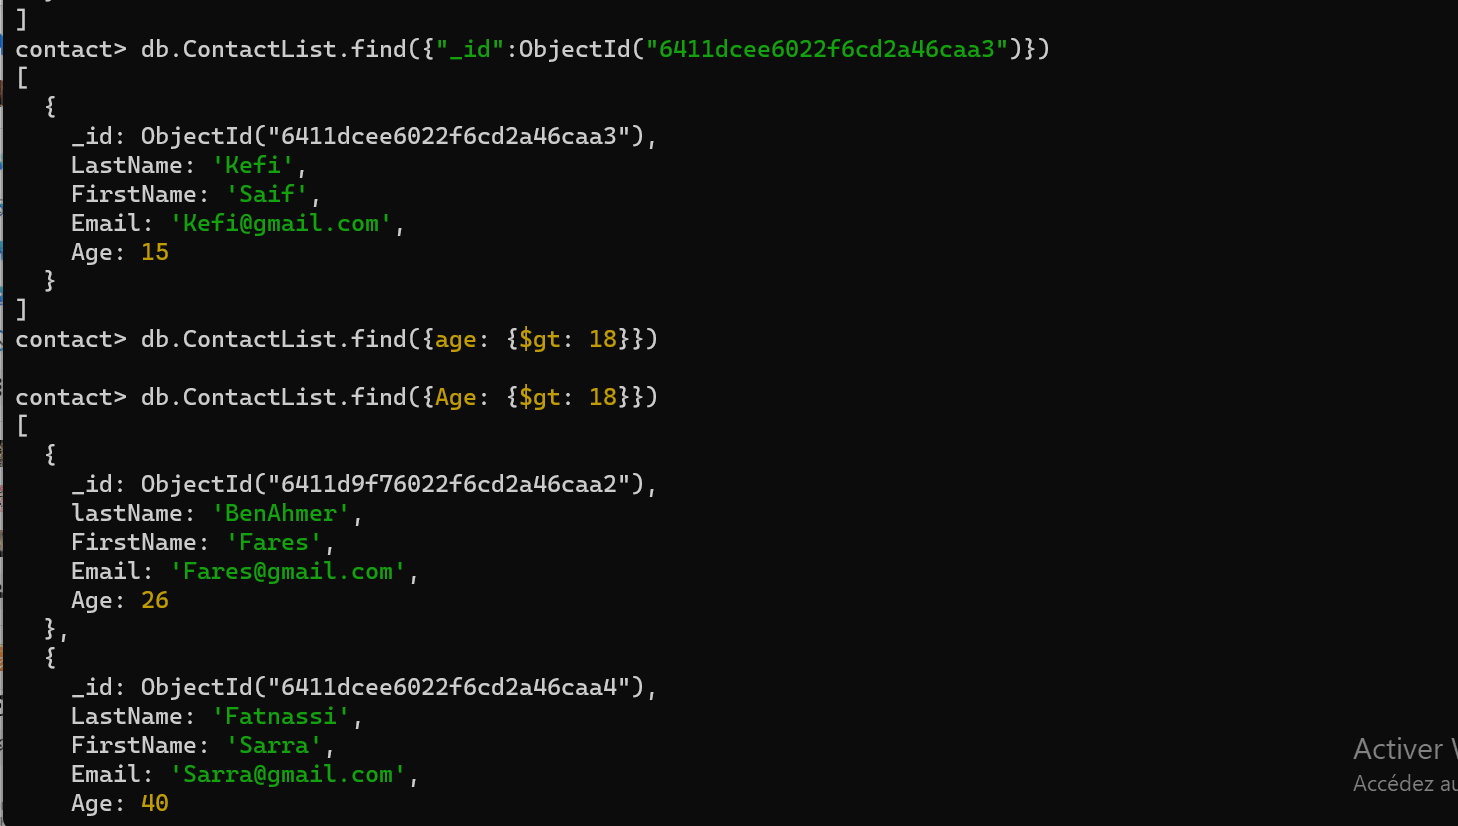 ]
contact> db.ContactList.find({"_id":ObjectId("6411dcee6022f6cd2a46caa3")})
[
  {
    _id: ObjectId("6411dcee6022f6cd2a46caa3"),
    LastName: 'Kefi',
    FirstName: 'Saif',
    Email: 'Kefi@gmail.com',
    Age: 15
  }
]
contact> db.ContactList.find({age: {$gt: 18}})

contact> db.ContactList.find({Age: {$gt: 18}})
[
  {
    _id: ObjectId("6411d9f76022f6cd2a46caa2"),
    lastName: 'BenAhmer',
    FirstName: 'Fares',
    Email: 'Fares@gmail.com',
    Age: 26
  },
  {
    _id: ObjectId("6411dcee6022f6cd2a46caa4"),
    LastName: 'Fatnassi',
    FirstName: 'Sarra',
    Email: 'Sarra@gmail.com',
    Age: 40
Activer
Accédez au